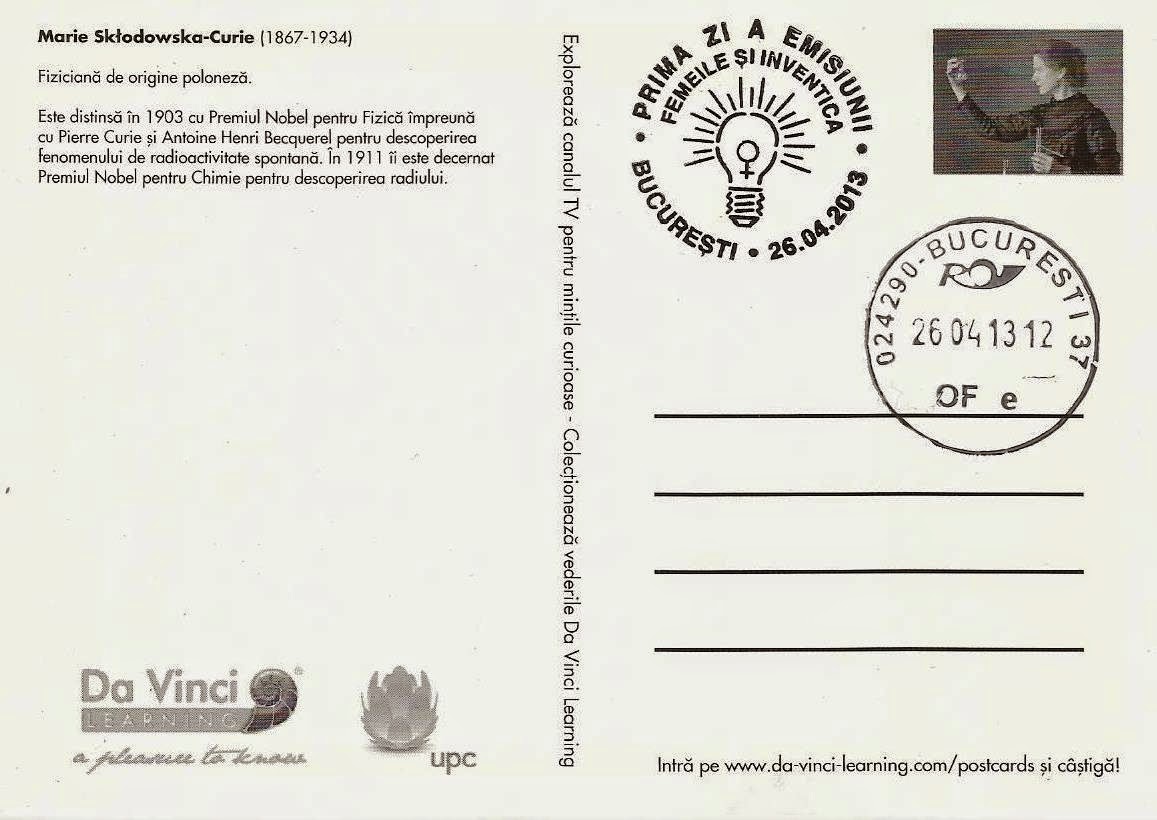 Marie Skłodowska-Curie (1867-1934)
Fiziciană de origine poloneză.
Este distinsă în 1903 cu Premiul Nobel pentru Fizică împreună
cu Pierre Curie și Antoine Henri Becquerel pentru descoperirea
fenomenului de radioactivitate spontană. În 1911 îi este decernat
Premiul Nobel pentru Chimie pentru descoperirea radiului.
Da Vinci ®
LEARNING
a pleasure to know
upc
Explorează canalul TV pentru mințile curioase - Colecționează vederile Da Vinci Learning
• PRIMA ZI A EMISIUNII •
FEMEILE ȘI INVENTICA
BUCUREȘTI • 26.04.2013
024290-BUCURESTI 37
26 04 13 12
OF e
Intră pe www.da-vinci-learning.com/postcards și câștigă!